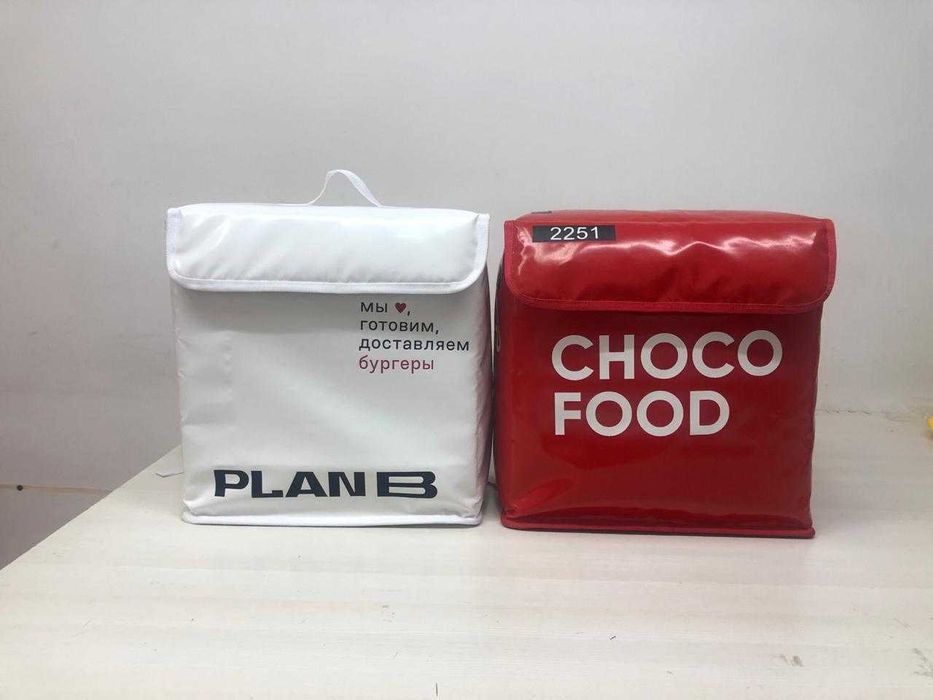 мы ♥,
готовим,
доставляем
бургеры
PLAN B
2251
CHOCO
FOOD